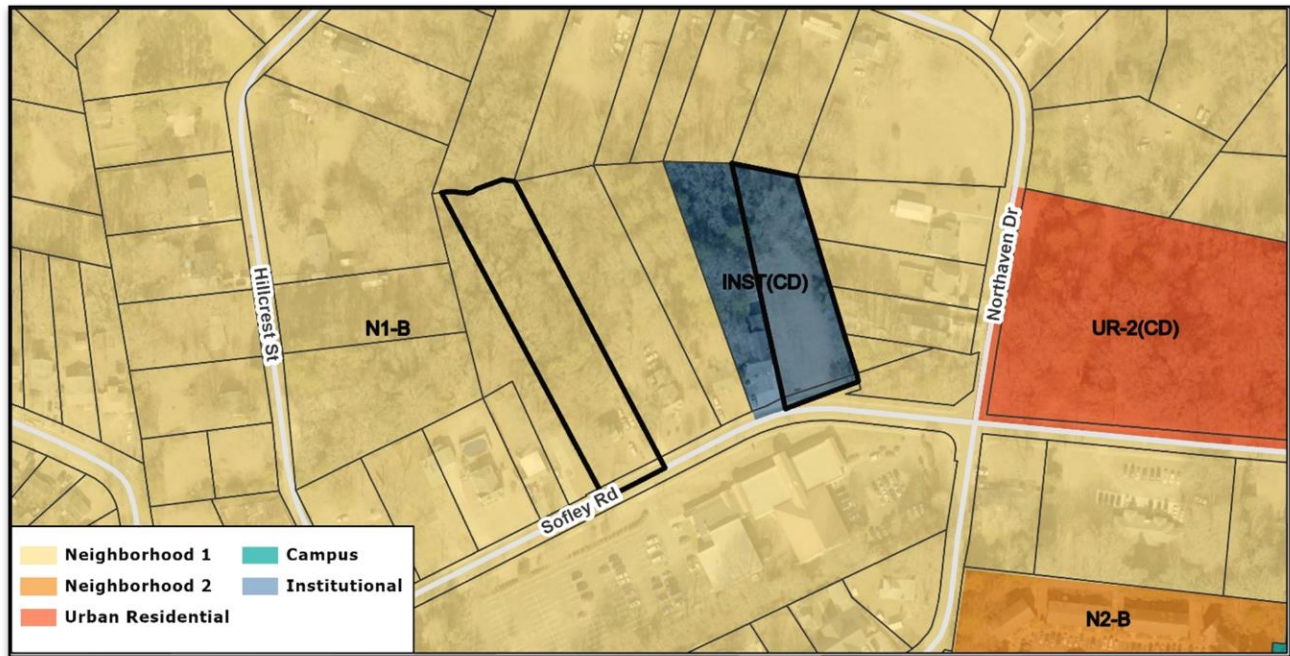 Hillcrest St
N1-B
INST(CD)
Northaven Dr
UR-2(CD)
Sofley Rd
N2-B
Neighborhood 1
Campus
Neighborhood 2
Institutional
Urban Residential